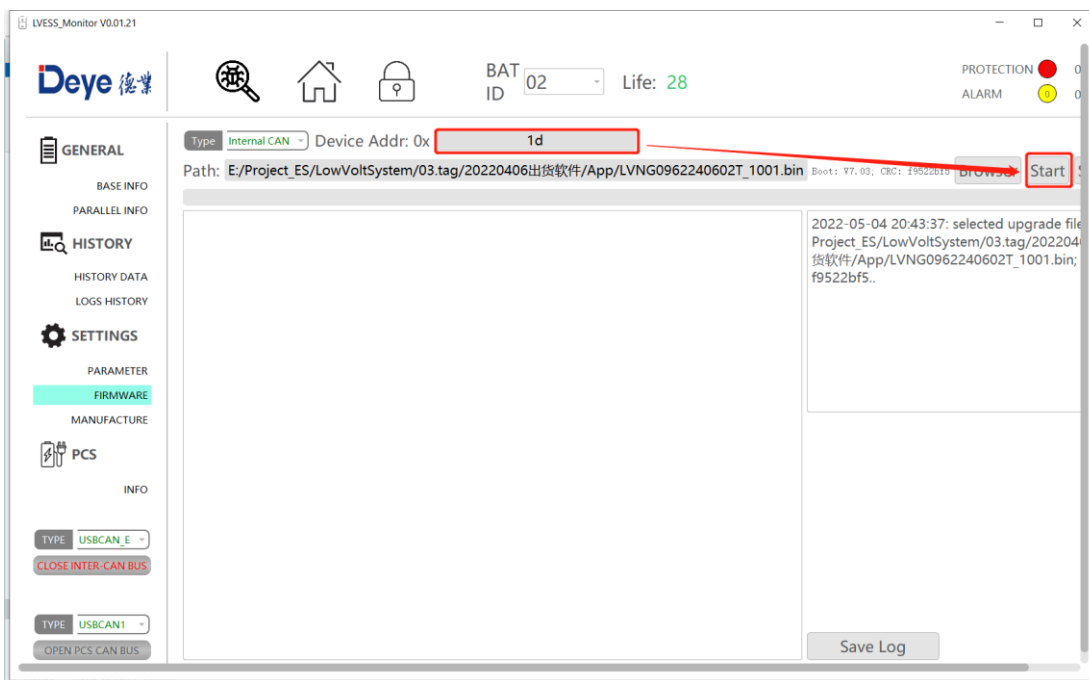 LVESS_Monitor V0.01.21
Deye 德業
BAT ID 02 Life: 28
PROTECTION 0
ALARM 0 0
GENERAL
BASE INFO
PARALLEL INFO
HISTORY
HISTORY DATA
LOGS HISTORY
SETTINGS
PARAMETER
FIRMWARE
MANUFACTURE
PCS
INFO
TYPE USBCAN_E
CLOSE INTER-CAN BUS
TYPE USBCAN1
OPEN PCS CAN BUS
Type Internal CAN Device Addr: 0x 1d
Path: E:/Project_ES/LowVoltSystem/03.tag/20220406出货软件/App/LVNG0962240602T_1001.bin Boot: V7.03; CRC: f9522bf5 Browse Start S
2022-05-04 20:43:37: selected upgrade file
Project_ES/LowVoltSystem/03.tag/202204
货软件/App/LVNG0962240602T_1001.bin;
f9522bf5..
Save Log